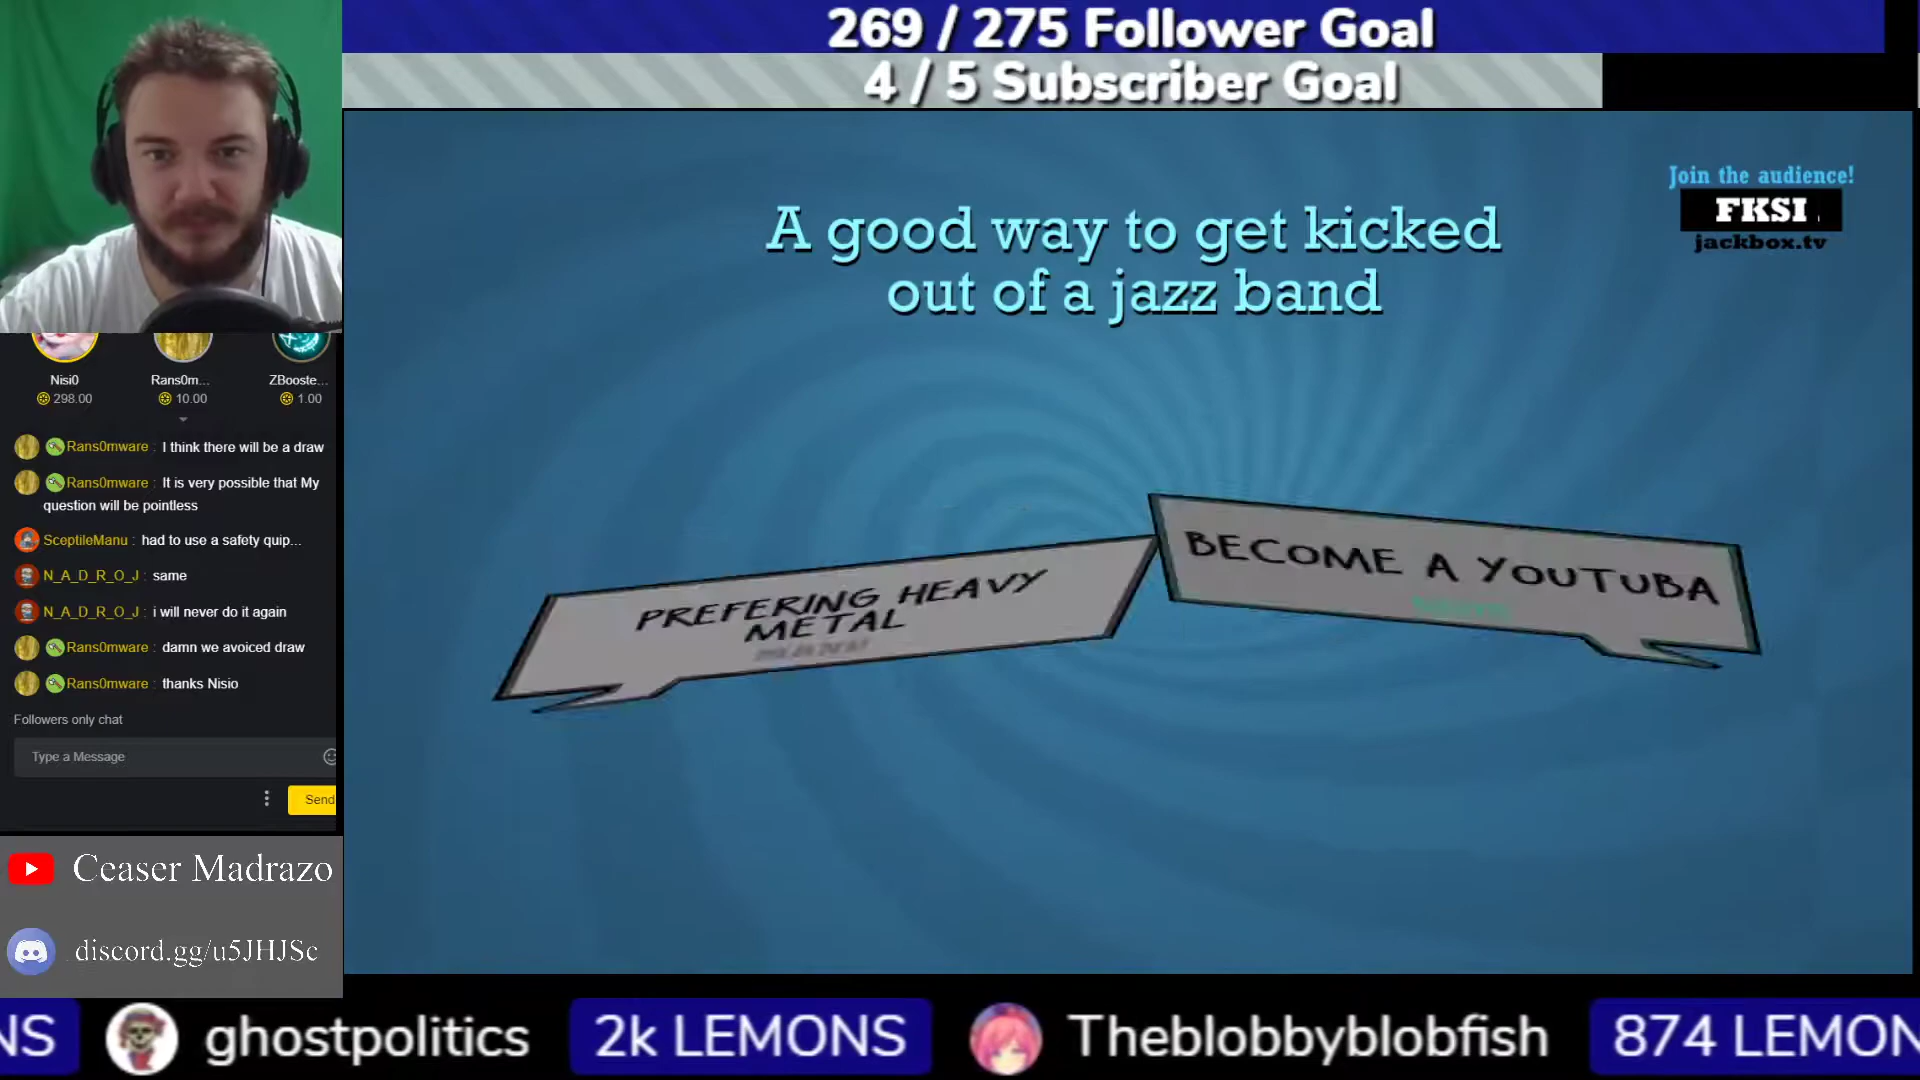 269 / 275 Follower Goal
4 / 5 Subscriber Goal
A good way to get kicked
out of a jazz band
Join the audience!
FKSI
jackbox.tv
PREFERING HEAVY
METAL
BECOME A YOUTUBA
Nisi0
298.00
Rans0m...
10.00
ZBooste...
1.00
Rans0mware : I think there will be a draw
Rans0mware : It is very possible that My
question will be pointless
SceptileManu : had to use a safety quip...
N_A_D_R_O_J : same
N_A_D_R_O_J : i will never do it again
Rans0mware : damn we avoiced draw
Rans0mware : thanks Nisio
Followers only chat
Type a Message
Send
Ceaser Madrazo
discord.gg/u5JHJSc
NS
ghostpolitics
2k LEMONS
Theblobbyblobfish
874 LEMON